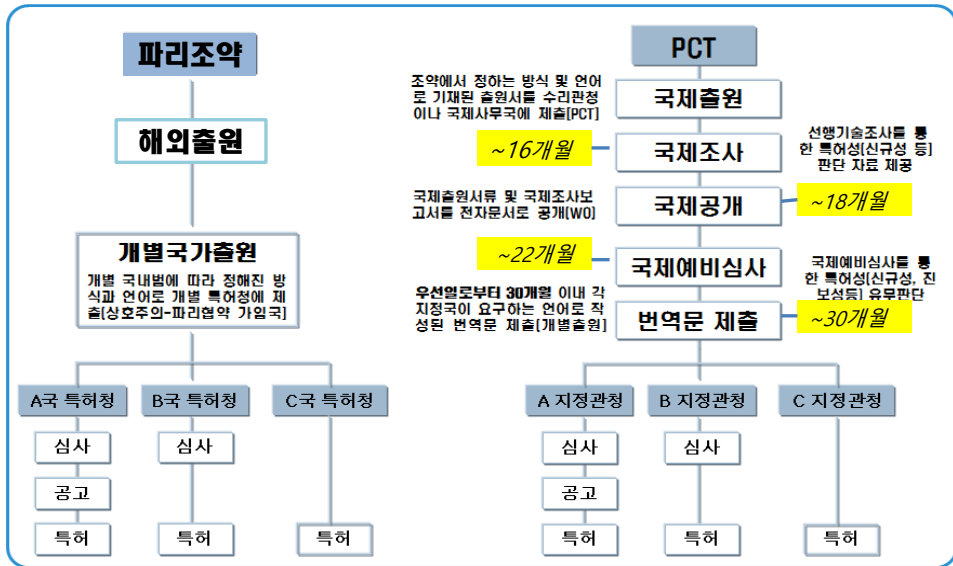 파리조약
해외출원
개별국가출원
개별 국내법에 따라 정해진 방
식과 언어로 개별 특허청에 제
출[상호주의-파리협약 가입국]
A국 특허청
B국 특허청
C국 특허청
심사
심사
공고
특허
특허
특허
PCT
조약에서 정하는 방식 및 언어
로 기재된 출원서를 수리관청
이나 국제사무국에 제출[PCT]
국제출원
~16개월
국제조사
선행기술조사를 통
한 특허성[신규성 등]
판단 자료 제공
국제출원서류 및 국제조사보
고서를 전자문서로 공개[WO]
국제공개
~18개월
~22개월
국제예비심사
국제예비심사를 통
한 특허성[신규성, 진
보성등] 유무판단
우선일로부터 30개월 이내 각
지정국이 요구하는 언어로 작
성된 번역문 제출[개별출원]
번역문 제출
~30개월
A 지정관청
B 지정관청
C 지정관청
심사
심사
공고
특허
특허
특허